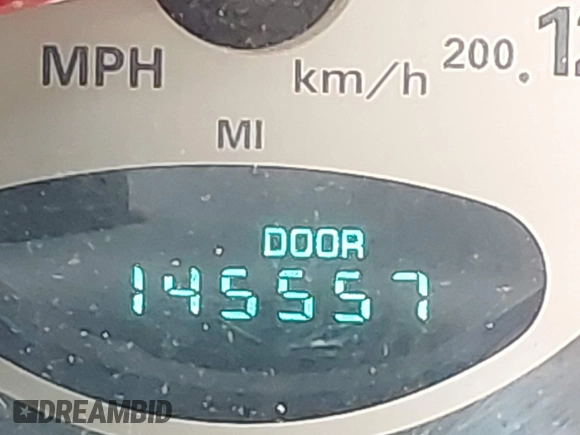 MPH
km/h
200
MI
DOOR
145557
DREAMBID